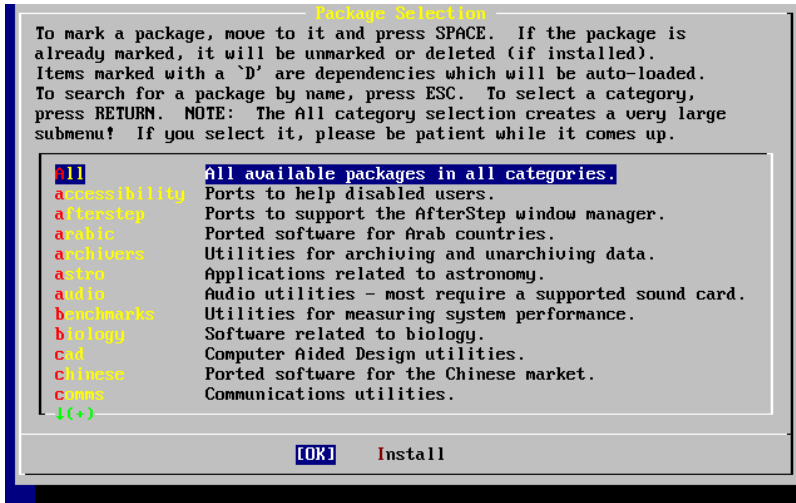 Package Selection
To mark a package, move to it and press SPACE.  If the package is
already marked, it will be unmarked or deleted (if installed).
Items marked with a `D' are dependencies which will be auto-loaded.
To search for a package by name, press ESC.  To select a category,
press RETURN.  NOTE:  The All category selection creates a very large
submenu!  If you select it, please be patient while it comes up.
All All available packages in all categories.
accessibility Ports to help disabled users.
afterstep Ports to support the AfterStep window manager.
arabic Ported software for Arab countries.
archivers Utilities for archiving and unarchiving data.
astro Applications related to astronomy.
audio Audio utilities - most require a supported sound card.
benchmarks Utilities for measuring system performance.
biology Software related to biology.
cad Computer Aided Design utilities.
chinese Ported software for the Chinese market.
comms Communications utilities.
↓(+)
[OK] Install